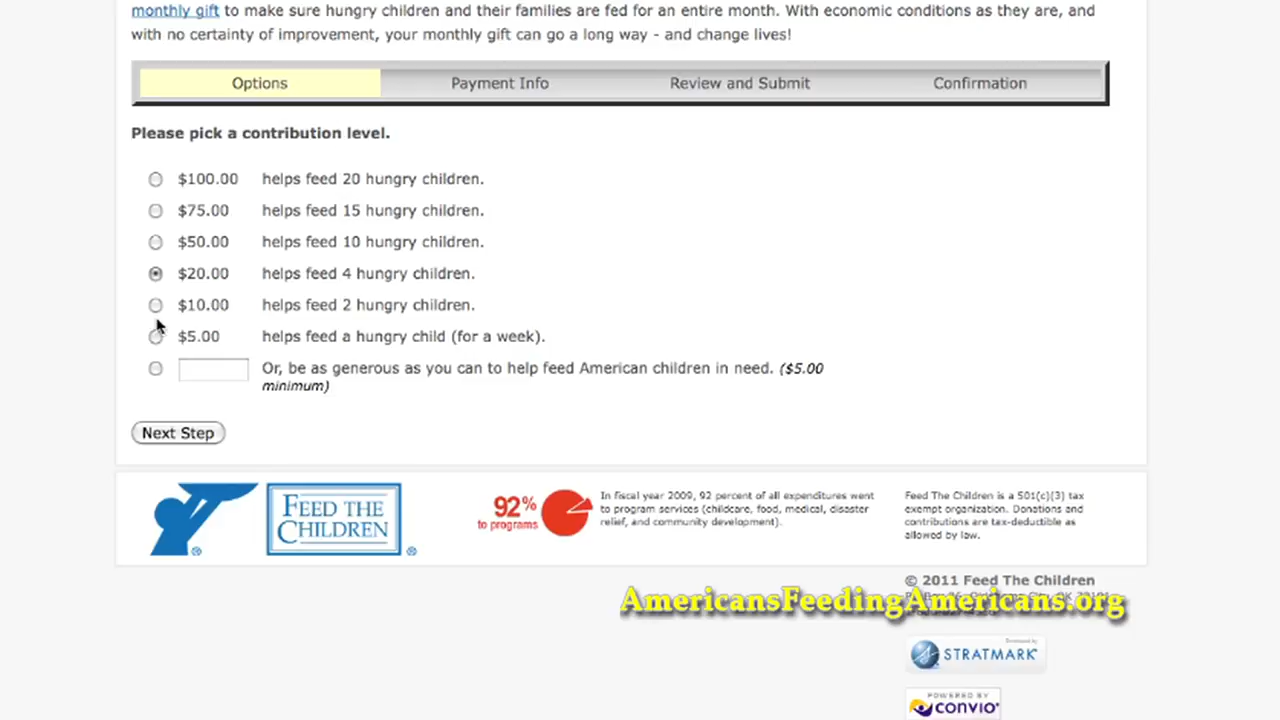 monthly gift to make sure hungry children and their families are fed for an entire month. With economic conditions as they are, and
with no certainty of improvement, your monthly gift can go a long way - and change lives!
Options Payment Info Review and Submit Confirmation
Please pick a contribution level.
$100.00 helps feed 20 hungry children.
$75.00 helps feed 15 hungry children.
$50.00 helps feed 10 hungry children.
$20.00 helps feed 4 hungry children.
$10.00 helps feed 2 hungry children.
$5.00 helps feed a hungry child (for a week).
Or, be as generous as you can to help feed American children in need. ($5.00
minimum)
Next Step
FEED THE
CHILDREN
®
®
92%
to programs
In fiscal year 2009, 92 percent of all expenditures went
to program services (childcare, food, medical, disaster
relief, and community development).
Feed The Children is a 501(c)(3) tax
exempt organization. Donations and
contributions are tax-deductible as
allowed by law.
© 2011 Feed The Children
AmericansFeedingAmericans.org
Developed by
STRATMARK
POWERED BY
convio